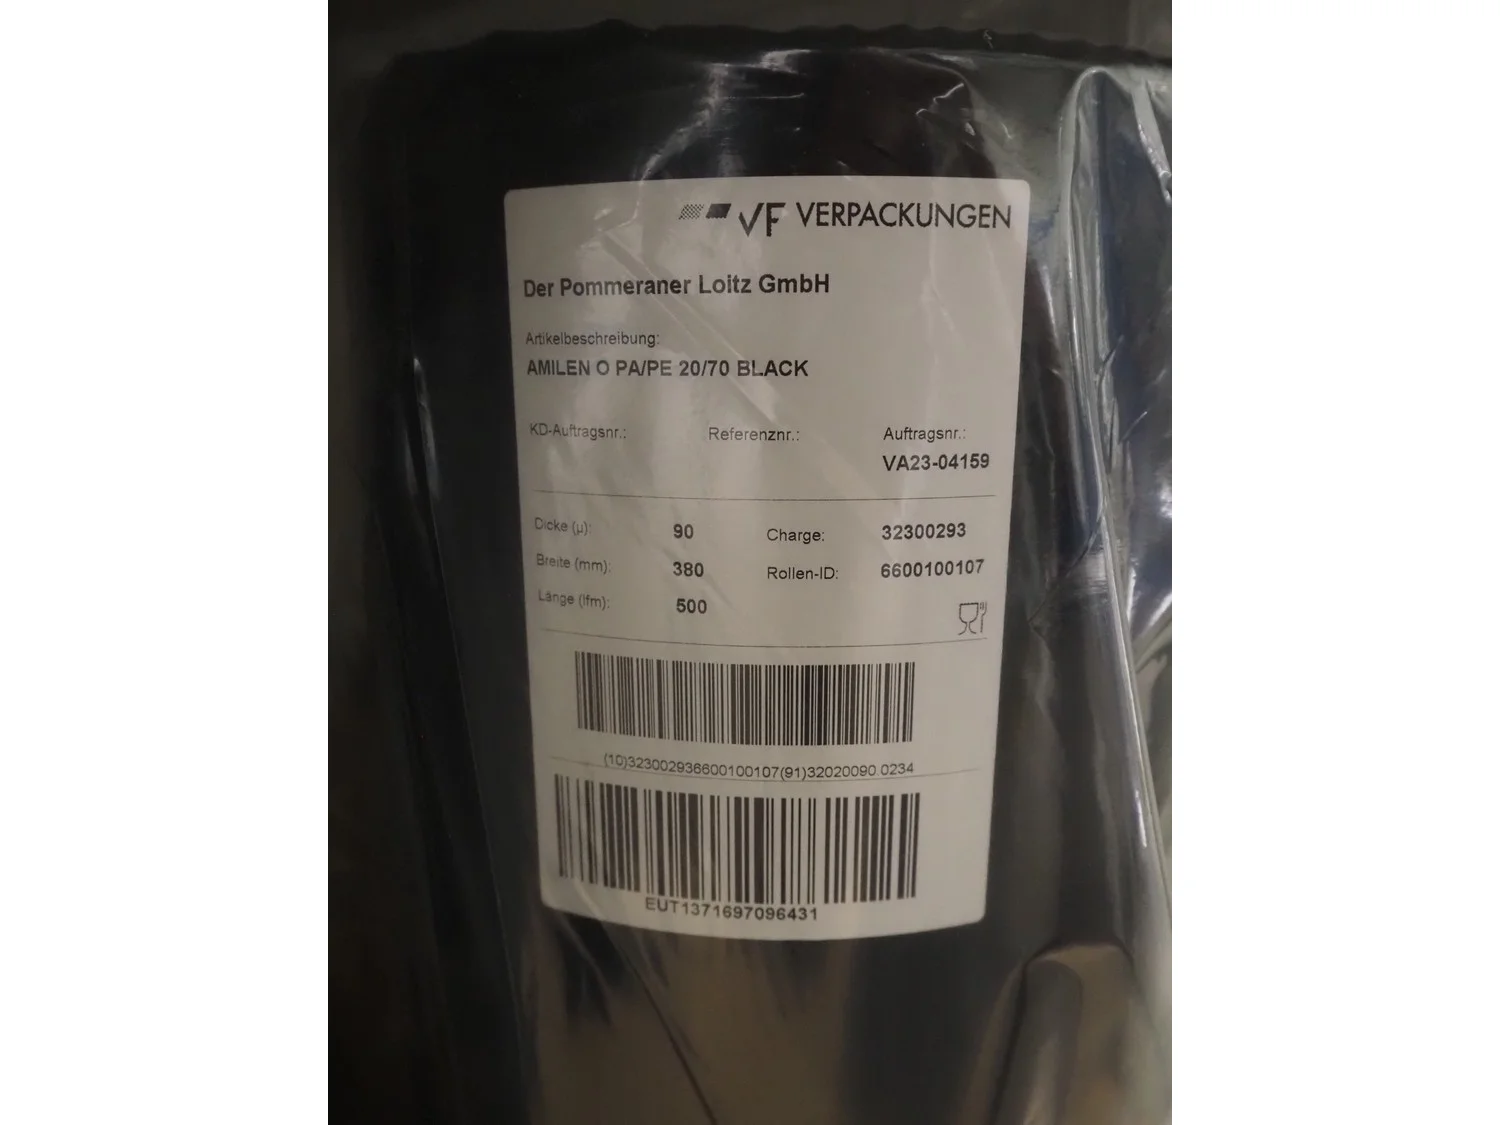 VF VERPACKUNGEN
Der Pommeraner Loitz GmbH
Artikelbeschreibung:
AMILEN O PA/PE 20/70 BLACK
KD-Auftragsnr.: Referenznr.: Auftragsnr.:
VA23-04159
Dicke (µ): 90 Charge: 32300293
Breite (mm): 380 Rollen-ID: 6600100107
Länge (lfm): 500
(10)323002936600100107(91)32020090.0234
EUT1371697096431